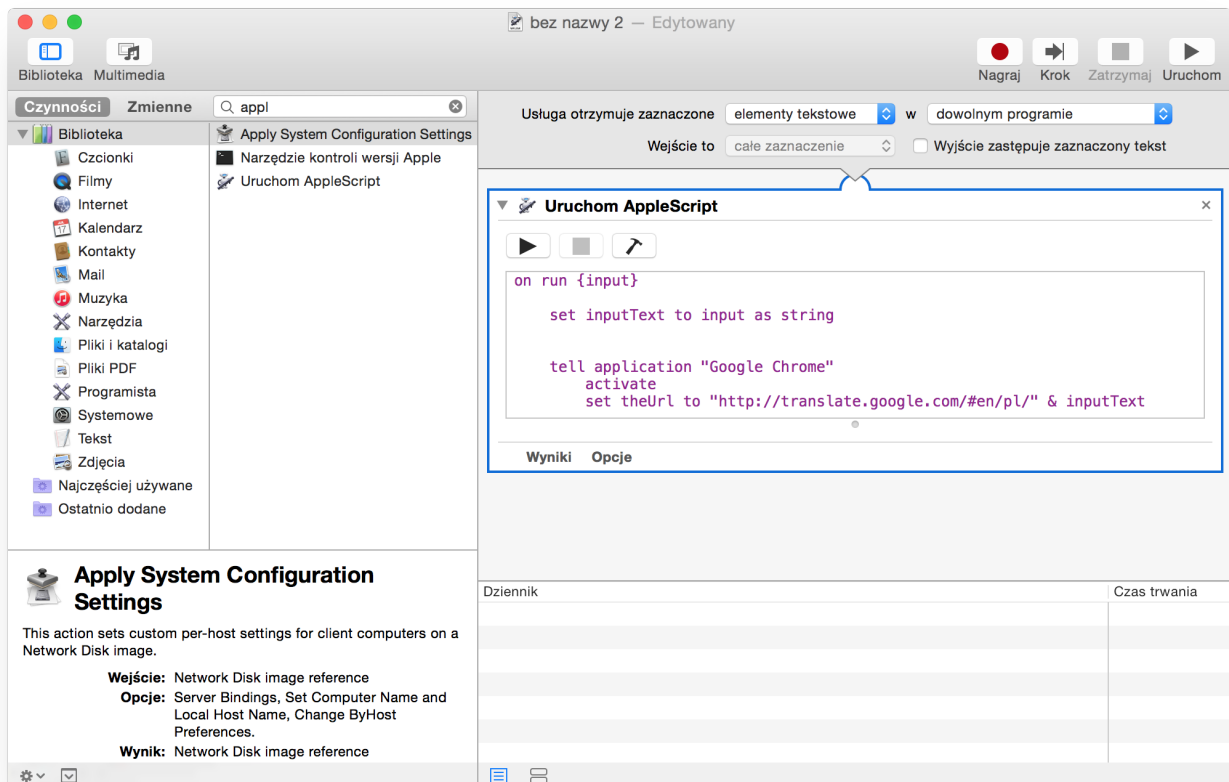 bez nazwy 2 — Edytowany
Biblioteka Multimedia
Nagraj Krok Zatrzymaj Uruchom
Czynności Zmienne appl
Biblioteka
Czcionki
Filmy
Internet
Kalendarz
Kontakty
Mail
Muzyka
Narzędzia
Pliki i katalogi
Pliki PDF
Programista
Systemowe
Tekst
Zdjęcia
Najczęściej używane
Ostatnio dodane
Apply System Configuration Settings
Narzędzie kontroli wersji Apple
Uruchom AppleScript
Apply System Configuration
Settings
This action sets custom per-host settings for client computers on a
Network Disk image.
Wejście: Network Disk image reference
Opcje: Server Bindings, Set Computer Name and
Local Host Name, Change ByHost
Preferences.
Wynik: Network Disk image reference
Usługa otrzymuje zaznaczone elementy tekstowe w dowolnym programie
Wejście to całe zaznaczenie Wyjście zastępuje zaznaczony tekst
Uruchom AppleScript
on run {input}
set inputText to input as string
tell application "Google Chrome"
activate
set theUrl to "http://translate.google.com/#en/pl/" & inputText
Wyniki Opcje
Dziennik Czas trwania